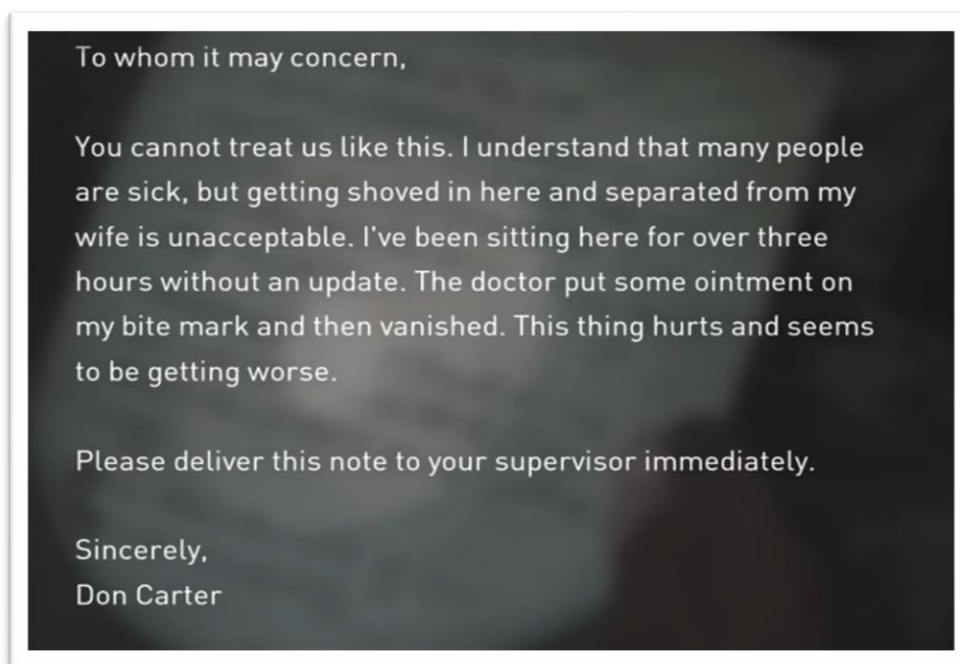 To whom it may concern,
You cannot treat us like this. I understand that many people
are sick, but getting shoved in here and separated from my
wife is unacceptable. I've been sitting here for over three
hours without an update. The doctor put some ointment on
my bite mark and then vanished. This thing hurts and seems
to be getting worse.
Please deliver this note to your supervisor immediately.
Sincerely,
Don Carter